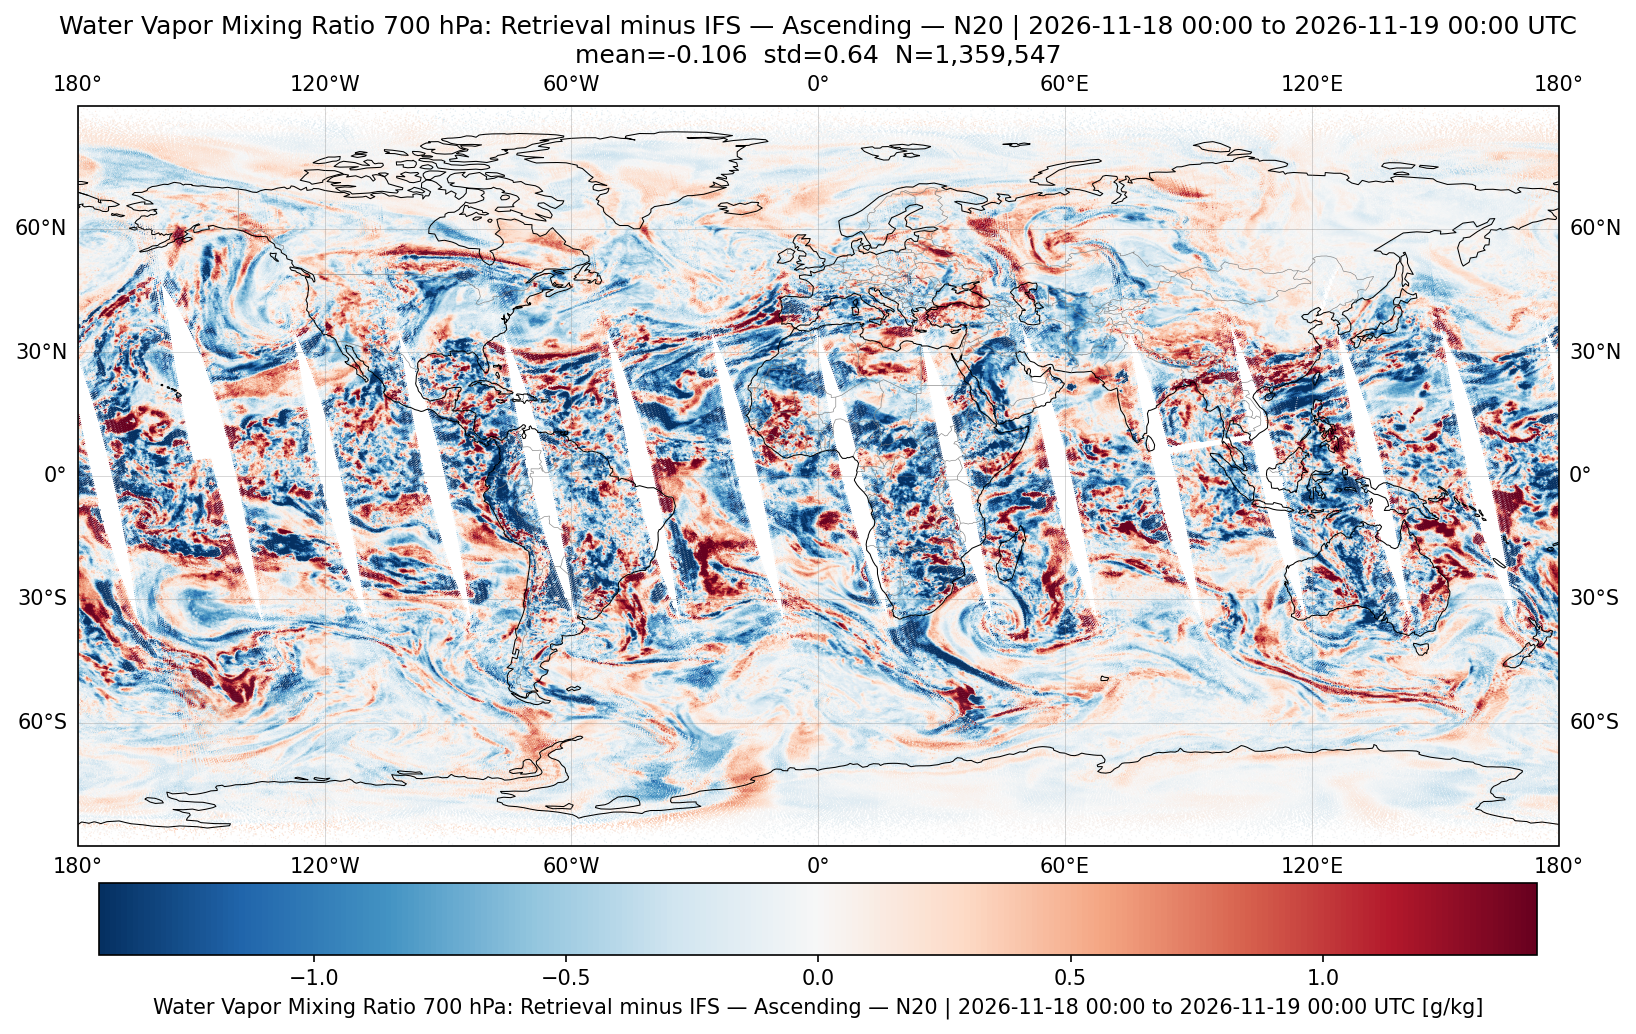 Water Vapor Mixing Ratio 700 hPa: Retrieval minus IFS — Ascending — N20 | 2026-11-18 00:00 to 2026-11-19 00:00 UTC
mean=-0.106 std=0.64 N=1,359,547
180° 120°W 60°W 0° 60°E 120°E 180°
60°N 60°N
30°N 30°N
0° 0°
30°S 30°S
60°S 60°S
180° 120°W 60°W 0° 60°E 120°E 180°
−1.0 −0.5 0.0 0.5 1.0
Water Vapor Mixing Ratio 700 hPa: Retrieval minus IFS — Ascending — N20 | 2026-11-18 00:00 to 2026-11-19 00:00 UTC [g/kg]